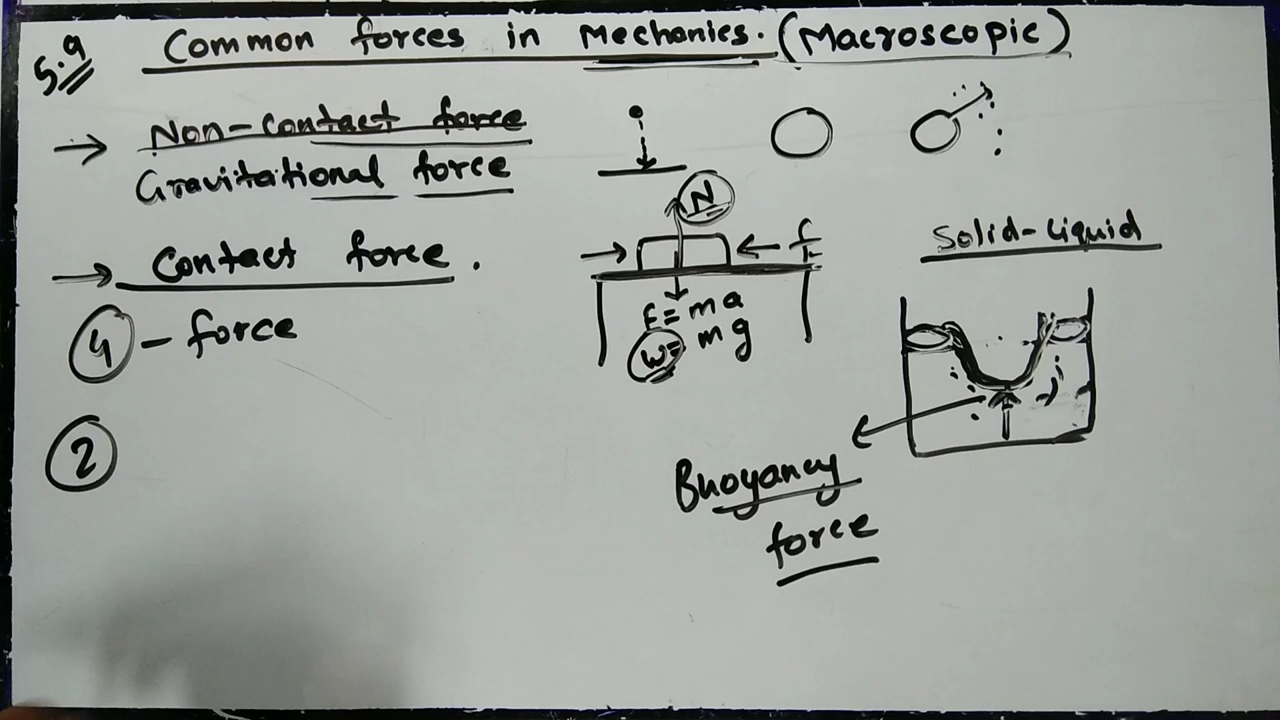 5.9 Common forces in Mechanics. (Macroscopic)
→ Non-contact force
Gravitational force
N
→ Contact force .
f
Solid-Liquid
F = ma
W = mg
4 - force
2
Buoyancy
force